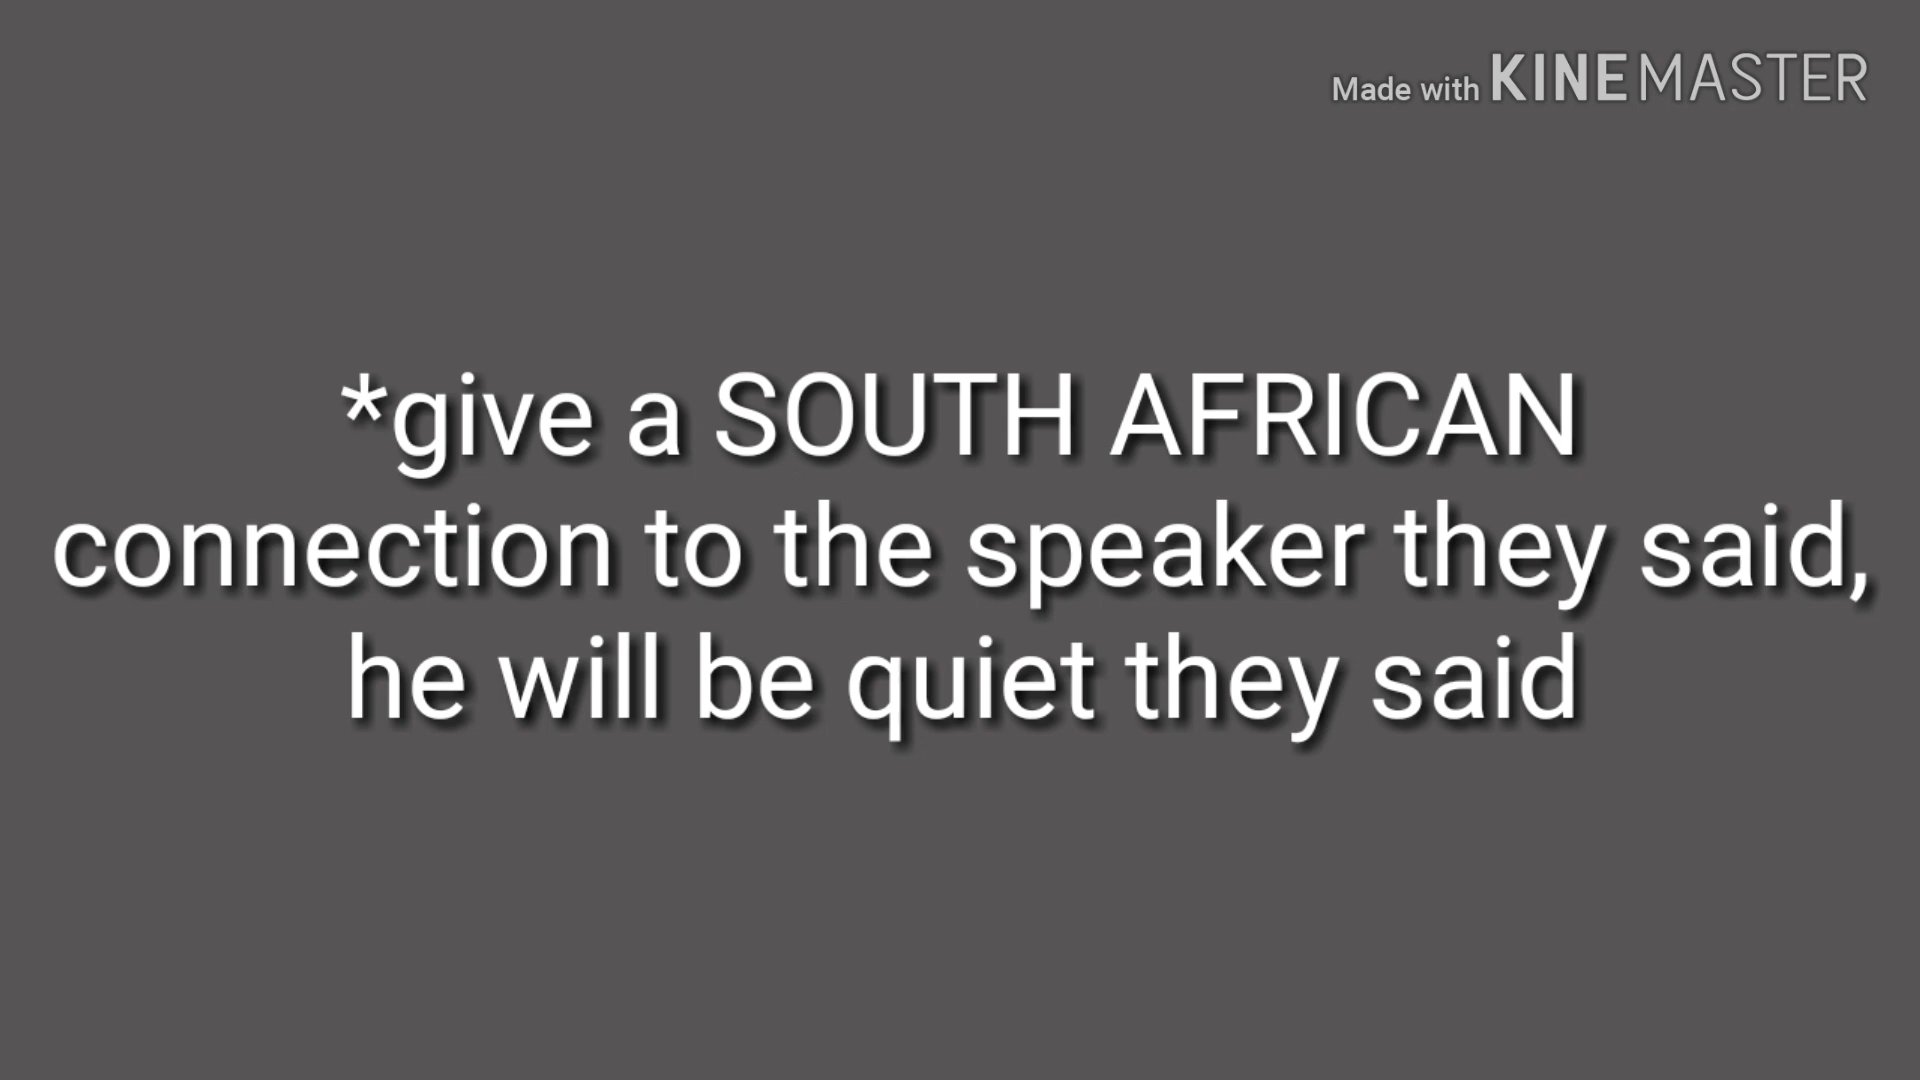 Made with KINEMASTER
*give a SOUTH AFRICAN
connection to the speaker they said,
he will be quiet they said